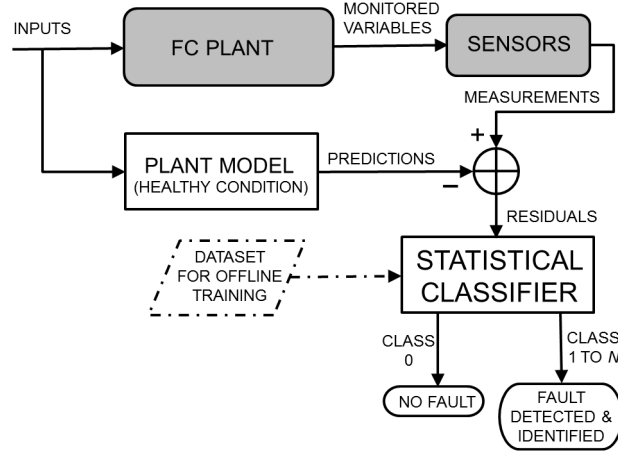 MONITORED
VARIABLES
INPUTS
FC PLANT
SENSORS
MEASUREMENTS
+
PLANT MODEL
(HEALTHY CONDITION)
PREDICTIONS
−
RESIDUALS
DATASET
FOR OFFLINE
TRAINING
STATISTICAL
CLASSIFIER
CLASS
0
CLASS
1 TO N
NO FAULT
FAULT
DETECTED &
IDENTIFIED